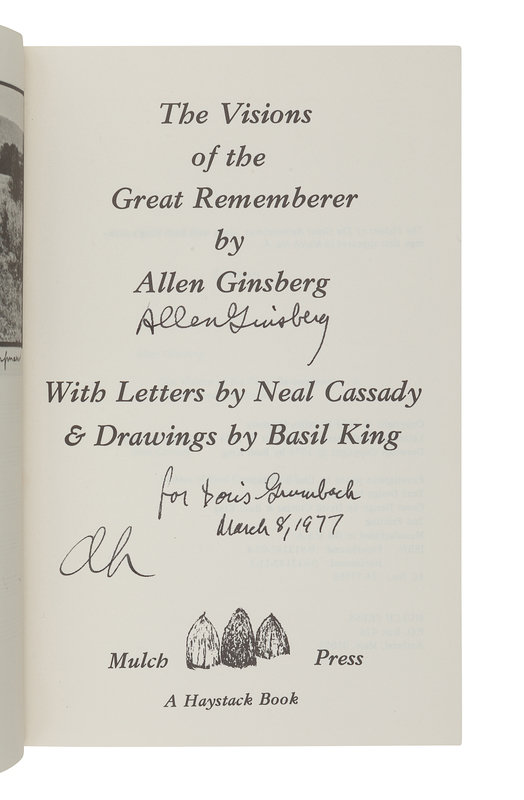 The Visions
of the
Great Rememberer
by
Allen Ginsberg
Allen Ginsberg
With Letters by Neal Cassady
& Drawings by Basil King
for Doris Grumbach
March 8, 1977
Ah
Mulch Press
A Haystack Book